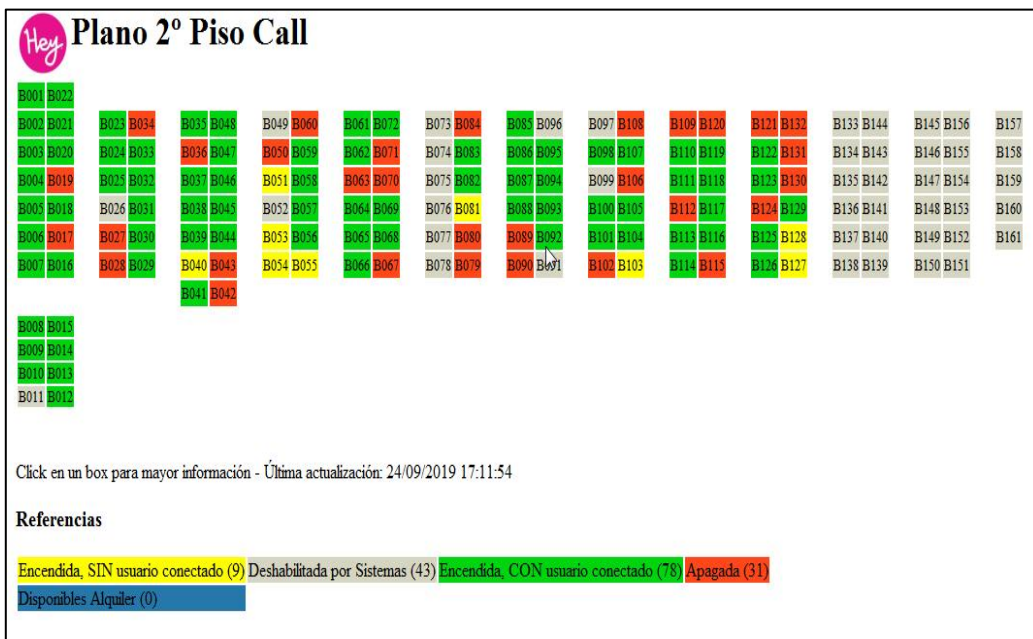 Hey
Plano 2º Piso Call
B001 B022
B002 B021 B023 B034 B035 B048 B049 B060 B061 B072 B073 B084 B085 B096 B097 B108 B109 B120 B121 B132 B133 B144 B145 B156 B157
B003 B020 B024 B033 B036 B047 B050 B059 B062 B071 B074 B083 B086 B095 B098 B107 B110 B119 B122 B131 B134 B143 B146 B155 B158
B004 B019 B025 B032 B037 B046 B051 B058 B063 B070 B075 B082 B087 B094 B099 B106 B111 B118 B123 B130 B135 B142 B147 B154 B159
B005 B018 B026 B031 B038 B045 B052 B057 B064 B069 B076 B081 B088 B093 B100 B105 B112 B117 B124 B129 B136 B141 B148 B153 B160
B006 B017 B027 B030 B039 B044 B053 B056 B065 B068 B077 B080 B089 B092 B101 B104 B113 B116 B125 B128 B137 B140 B149 B152 B161
B007 B016 B028 B029 B040 B043 B054 B055 B066 B067 B078 B079 B090 B091 B102 B103 B114 B115 B126 B127 B138 B139 B150 B151
B041 B042
B008 B015
B009 B014
B010 B013
B011 B012
Click en un box para mayor información - Última actualización: 24/09/2019 17:11:54
Referencias
Encendida, SIN usuario conectado (9) Deshabilitada por Sistemas (43) Encendida, CON usuario conectado (78) Apagada (31)
Disponibles Alquiler (0)